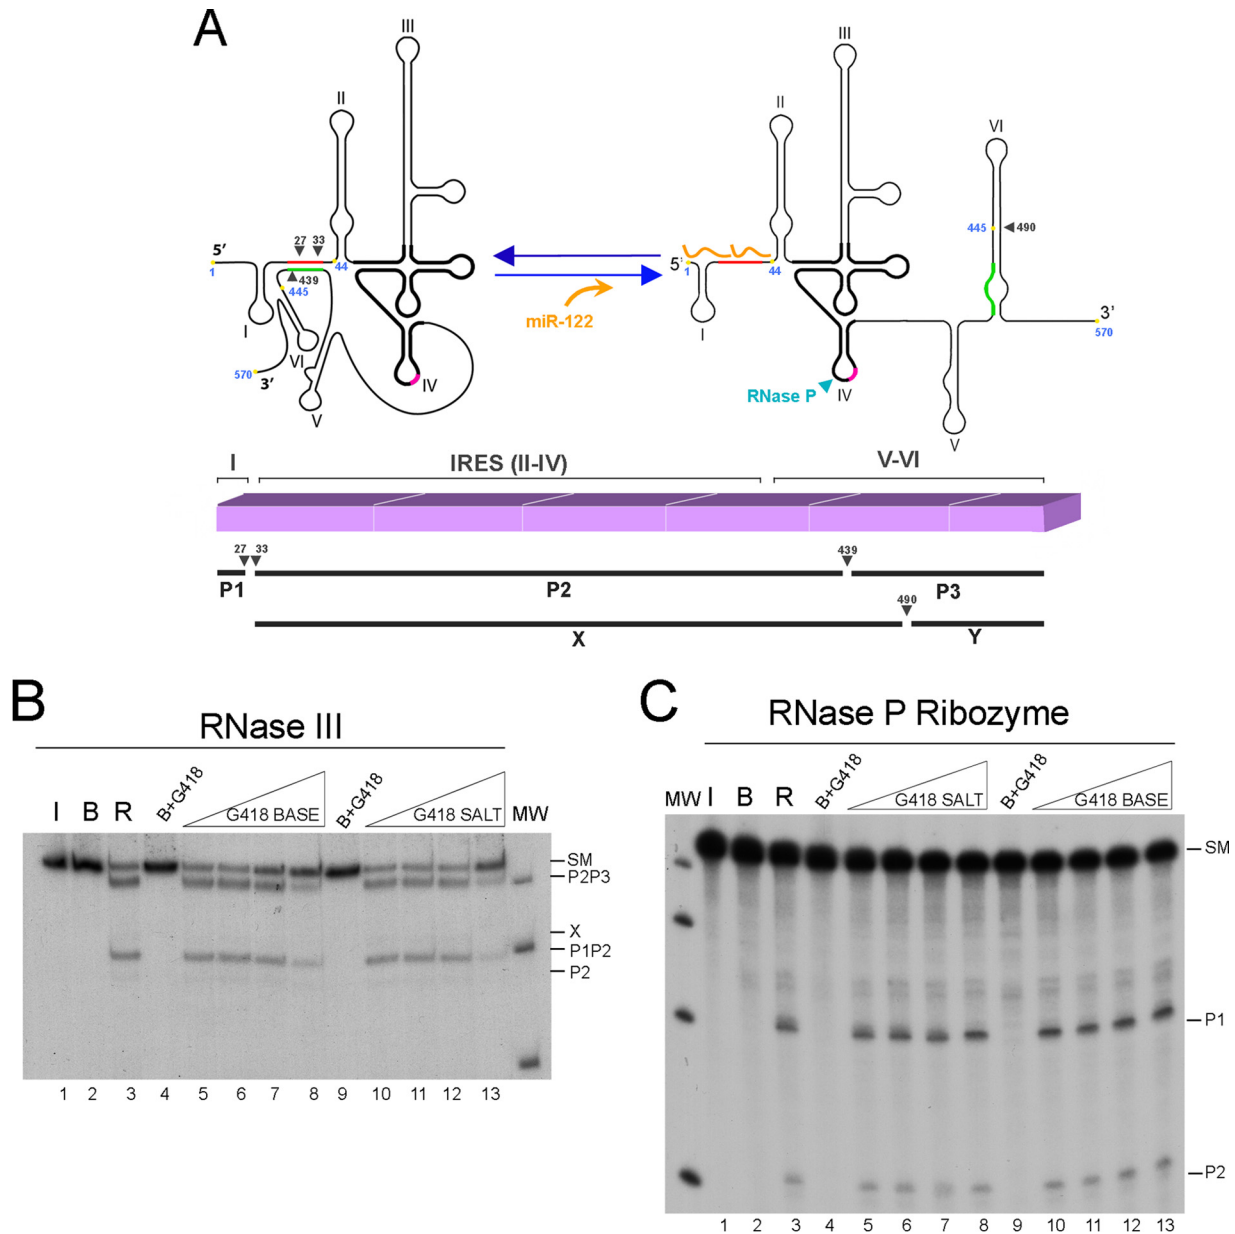 A
III
III
II
II
VI
27
33
445
490
5'
1
44
5'
1
44
439
445
miR-122
I
VI
I
3'
570
570
3'
IV
RNase P
IV
V
V
I
IRES (II-IV)
V-VI
27
33
439
P1
P2
P3
490
X
Y
B
RNase III
I
B
R
B+G418
G418 BASE
B+G418
G418 SALT
MW
SM
P2P3
X
P1P2
P2
1 2 3 4 5 6 7 8 9 10 11 12 13
C
RNase P Ribozyme
MW
I
B
R
B+G418
G418 SALT
B+G418
G418 BASE
SM
P1
P2
1 2 3 4 5 6 7 8 9 10 11 12 13